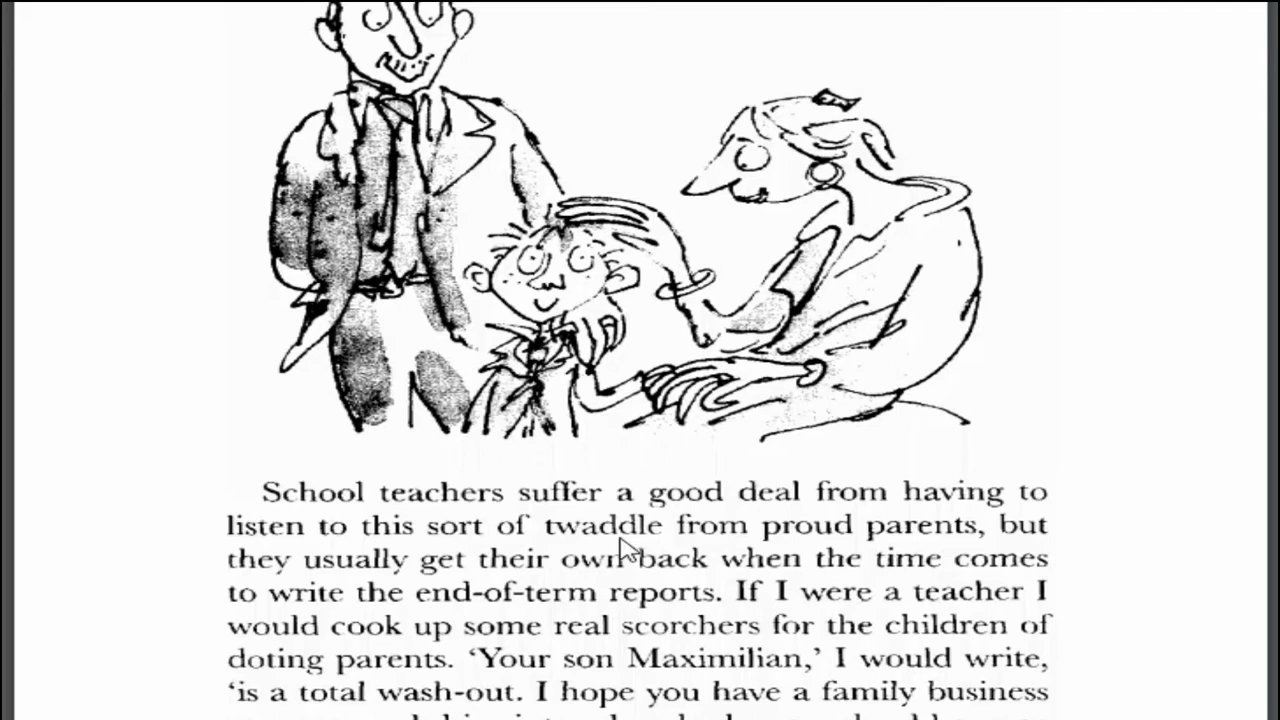 School teachers suffer a good deal from having to
listen to this sort of twaddle from proud parents, but
they usually get their own back when the time comes
to write the end-of-term reports. If I were a teacher I
would cook up some real scorchers for the children of
doting parents. ‘Your son Maximilian,’ I would write,
‘is a total wash-out. I hope you have a family business